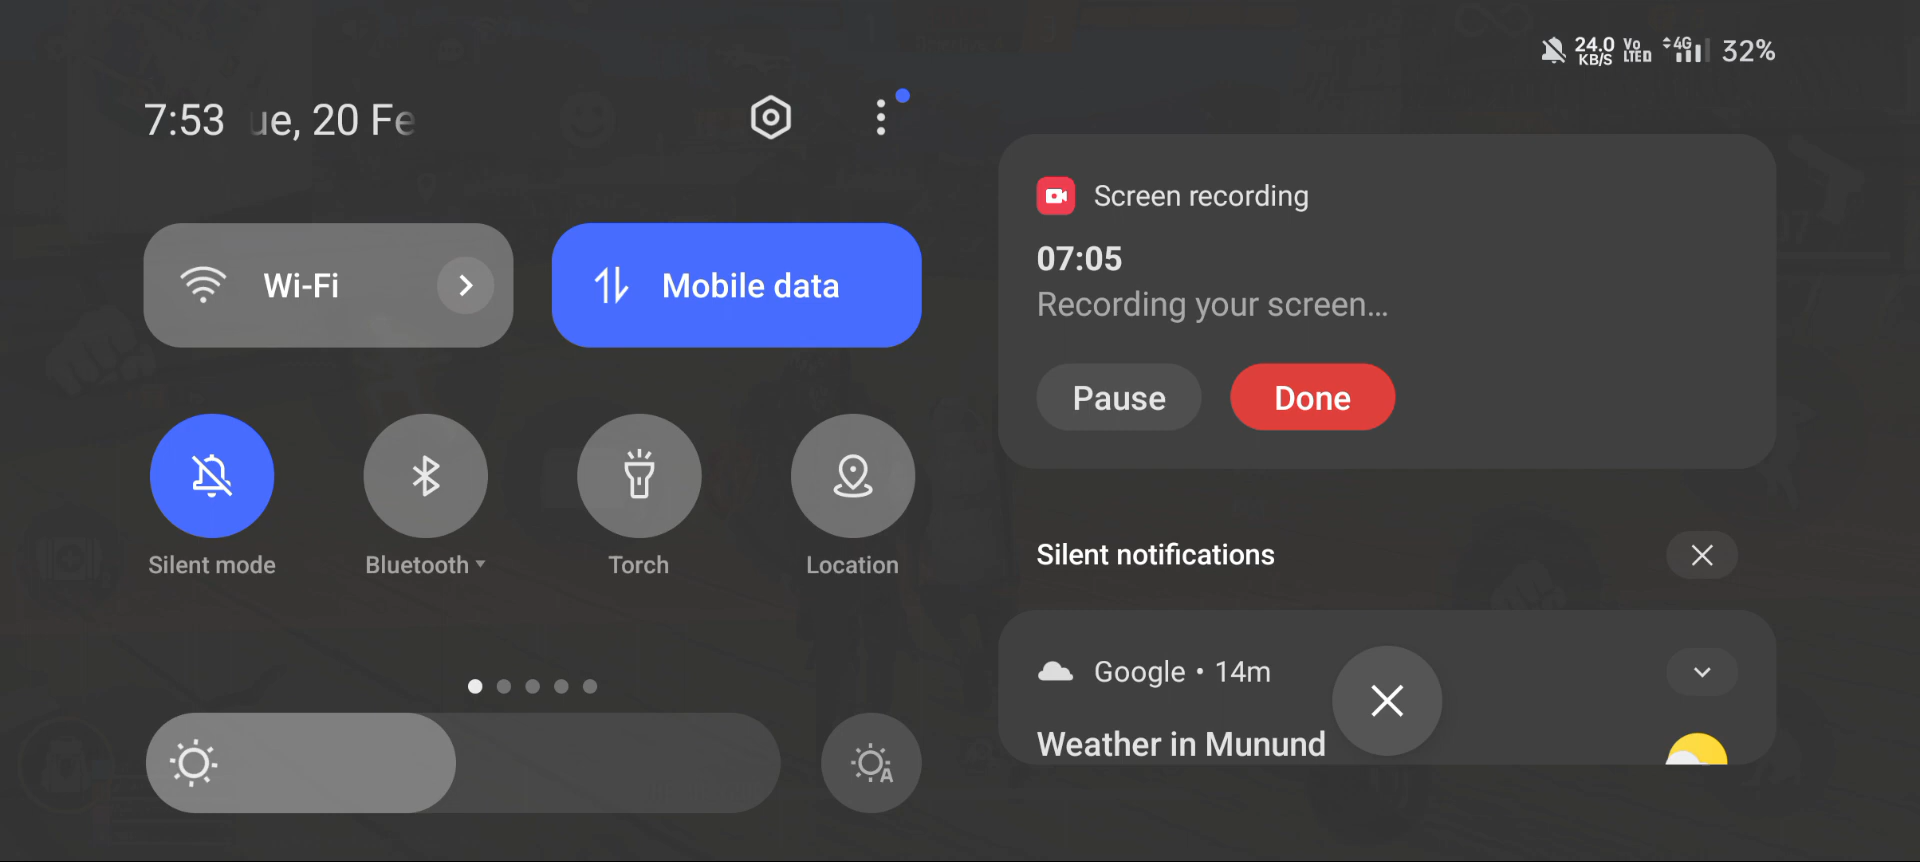 24.0
KB/S
Vo
LTED
4G
32%
7:53 ue, 20 Fe
Wi-Fi
Mobile data
Silent mode
Bluetooth
Torch
Location
A
Screen recording
07:05
Recording your screen...
Pause
Done
Silent notifications
Google • 14m
Weather in Munund